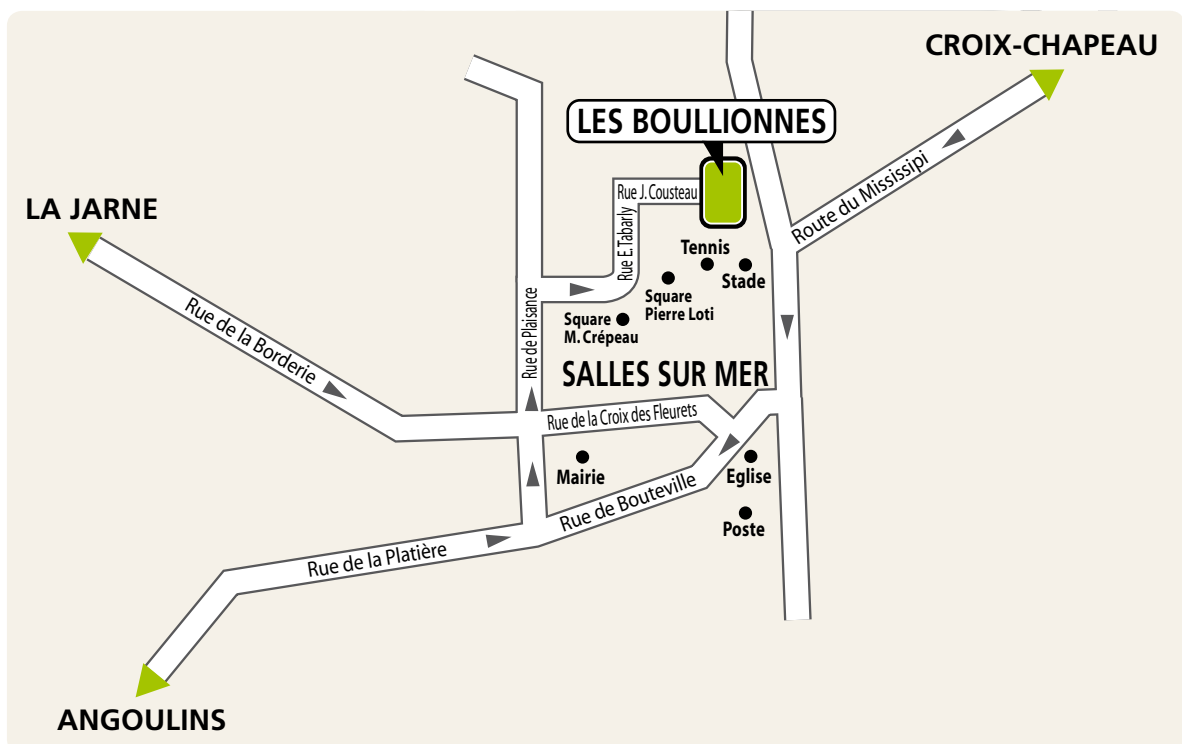 CROIX-CHAPEAU
LES BOULLIONNES
Route du Mississipi
Rue J. Cousteau
LA JARNE
Rue E. Tabarly
Tennis
Stade
Square
Pierre Loti
Square
M. Crépeau
Rue de Plaisance
Rue de la Borderie
SALLES SUR MER
Rue de la Croix des Fleurets
Mairie
Eglise
Rue de Bouteville
Poste
Rue de la Platière
ANGOULINS